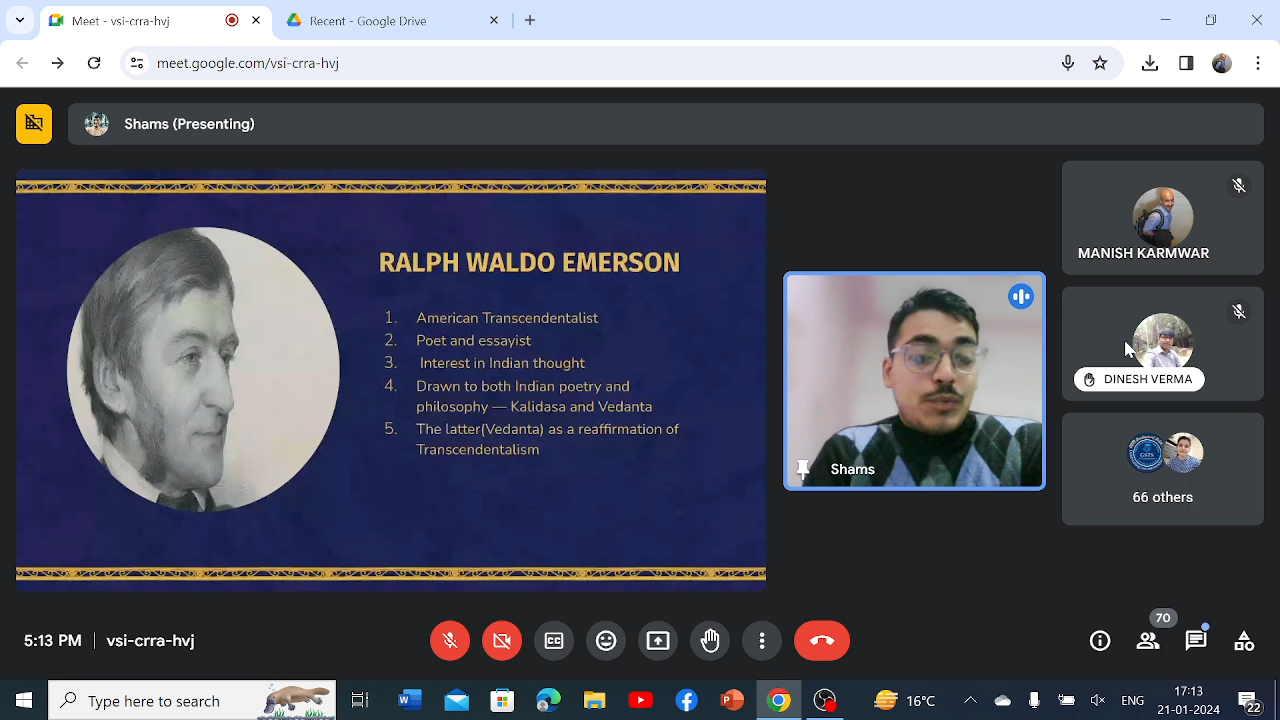 Meet - vsi-crra-hvj
Recent - Google Drive
meet.google.com/vsi-crra-hvj
Shams (Presenting)
RALPH WALDO EMERSON
1. American Transcendentalist
2. Poet and essayist
3. Interest in Indian thought
4. Drawn to both Indian poetry and
philosophy — Kalidasa and Vedanta
5. The latter(Vedanta) as a reaffirmation of
Transcendentalism
Shams
MANISH KARMWAR
DINESH VERMA
GSTS
66 others
5:13 PM
vsi-crra-hvj
70
Type here to search
16°C
ENG
17:13
21-01-2024
22